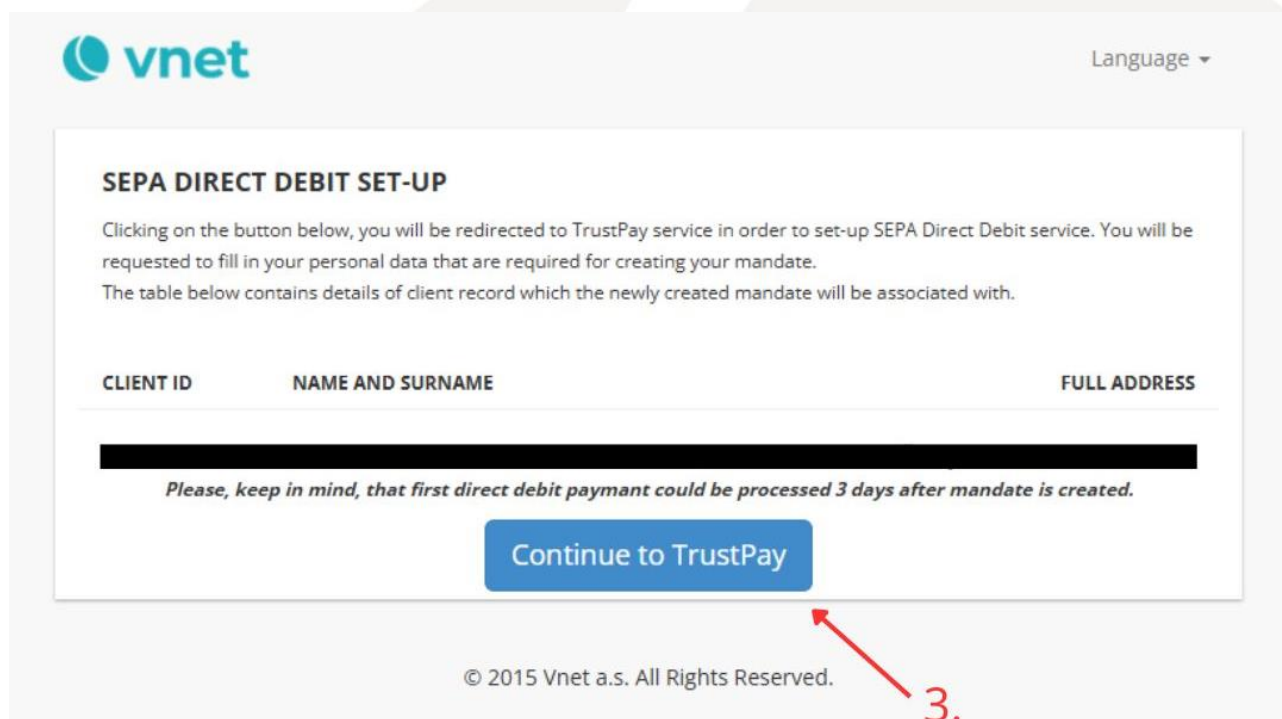 vnet
Language
SEPA DIRECT DEBIT SET-UP
Clicking on the button below, you will be redirected to TrustPay service in order to set-up SEPA Direct Debit service. You will be
requested to fill in your personal data that are required for creating your mandate.
The table below contains details of client record which the newly created mandate will be associated with.
CLIENT ID NAME AND SURNAME FULL ADDRESS
Please, keep in mind, that first direct debit paymant could be processed 3 days after mandate is created.
Continue to TrustPay
© 2015 Vnet a.s. All Rights Reserved.
3.